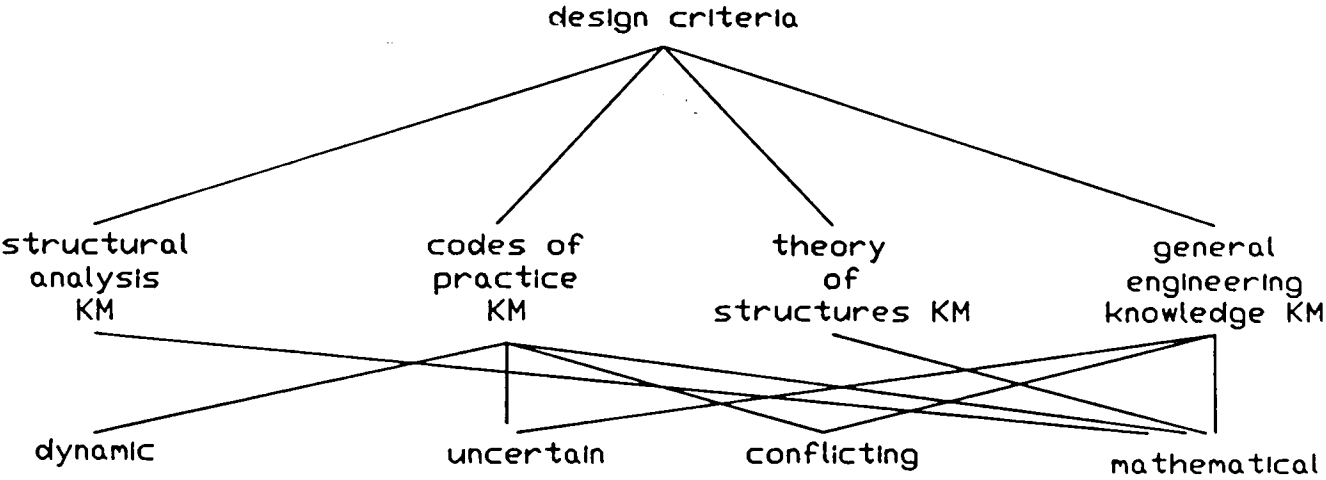 design criteria
structural
analysis
KM
codes of
practice
KM
theory
of
structures KM
general
engineering
knowledge KM
dynamic
uncertain
conflicting
mathematical